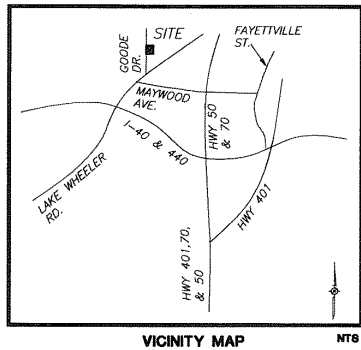 SITE
GOODE
DR.
FAYETTVILLE
ST.
MAYWOOD
AVE.
I-40 & 440
HWY 50
& 70
LAKE WHEELER
RD.
HWY 401
HWY 401,70,
& 50
VICINITY MAP
NTS